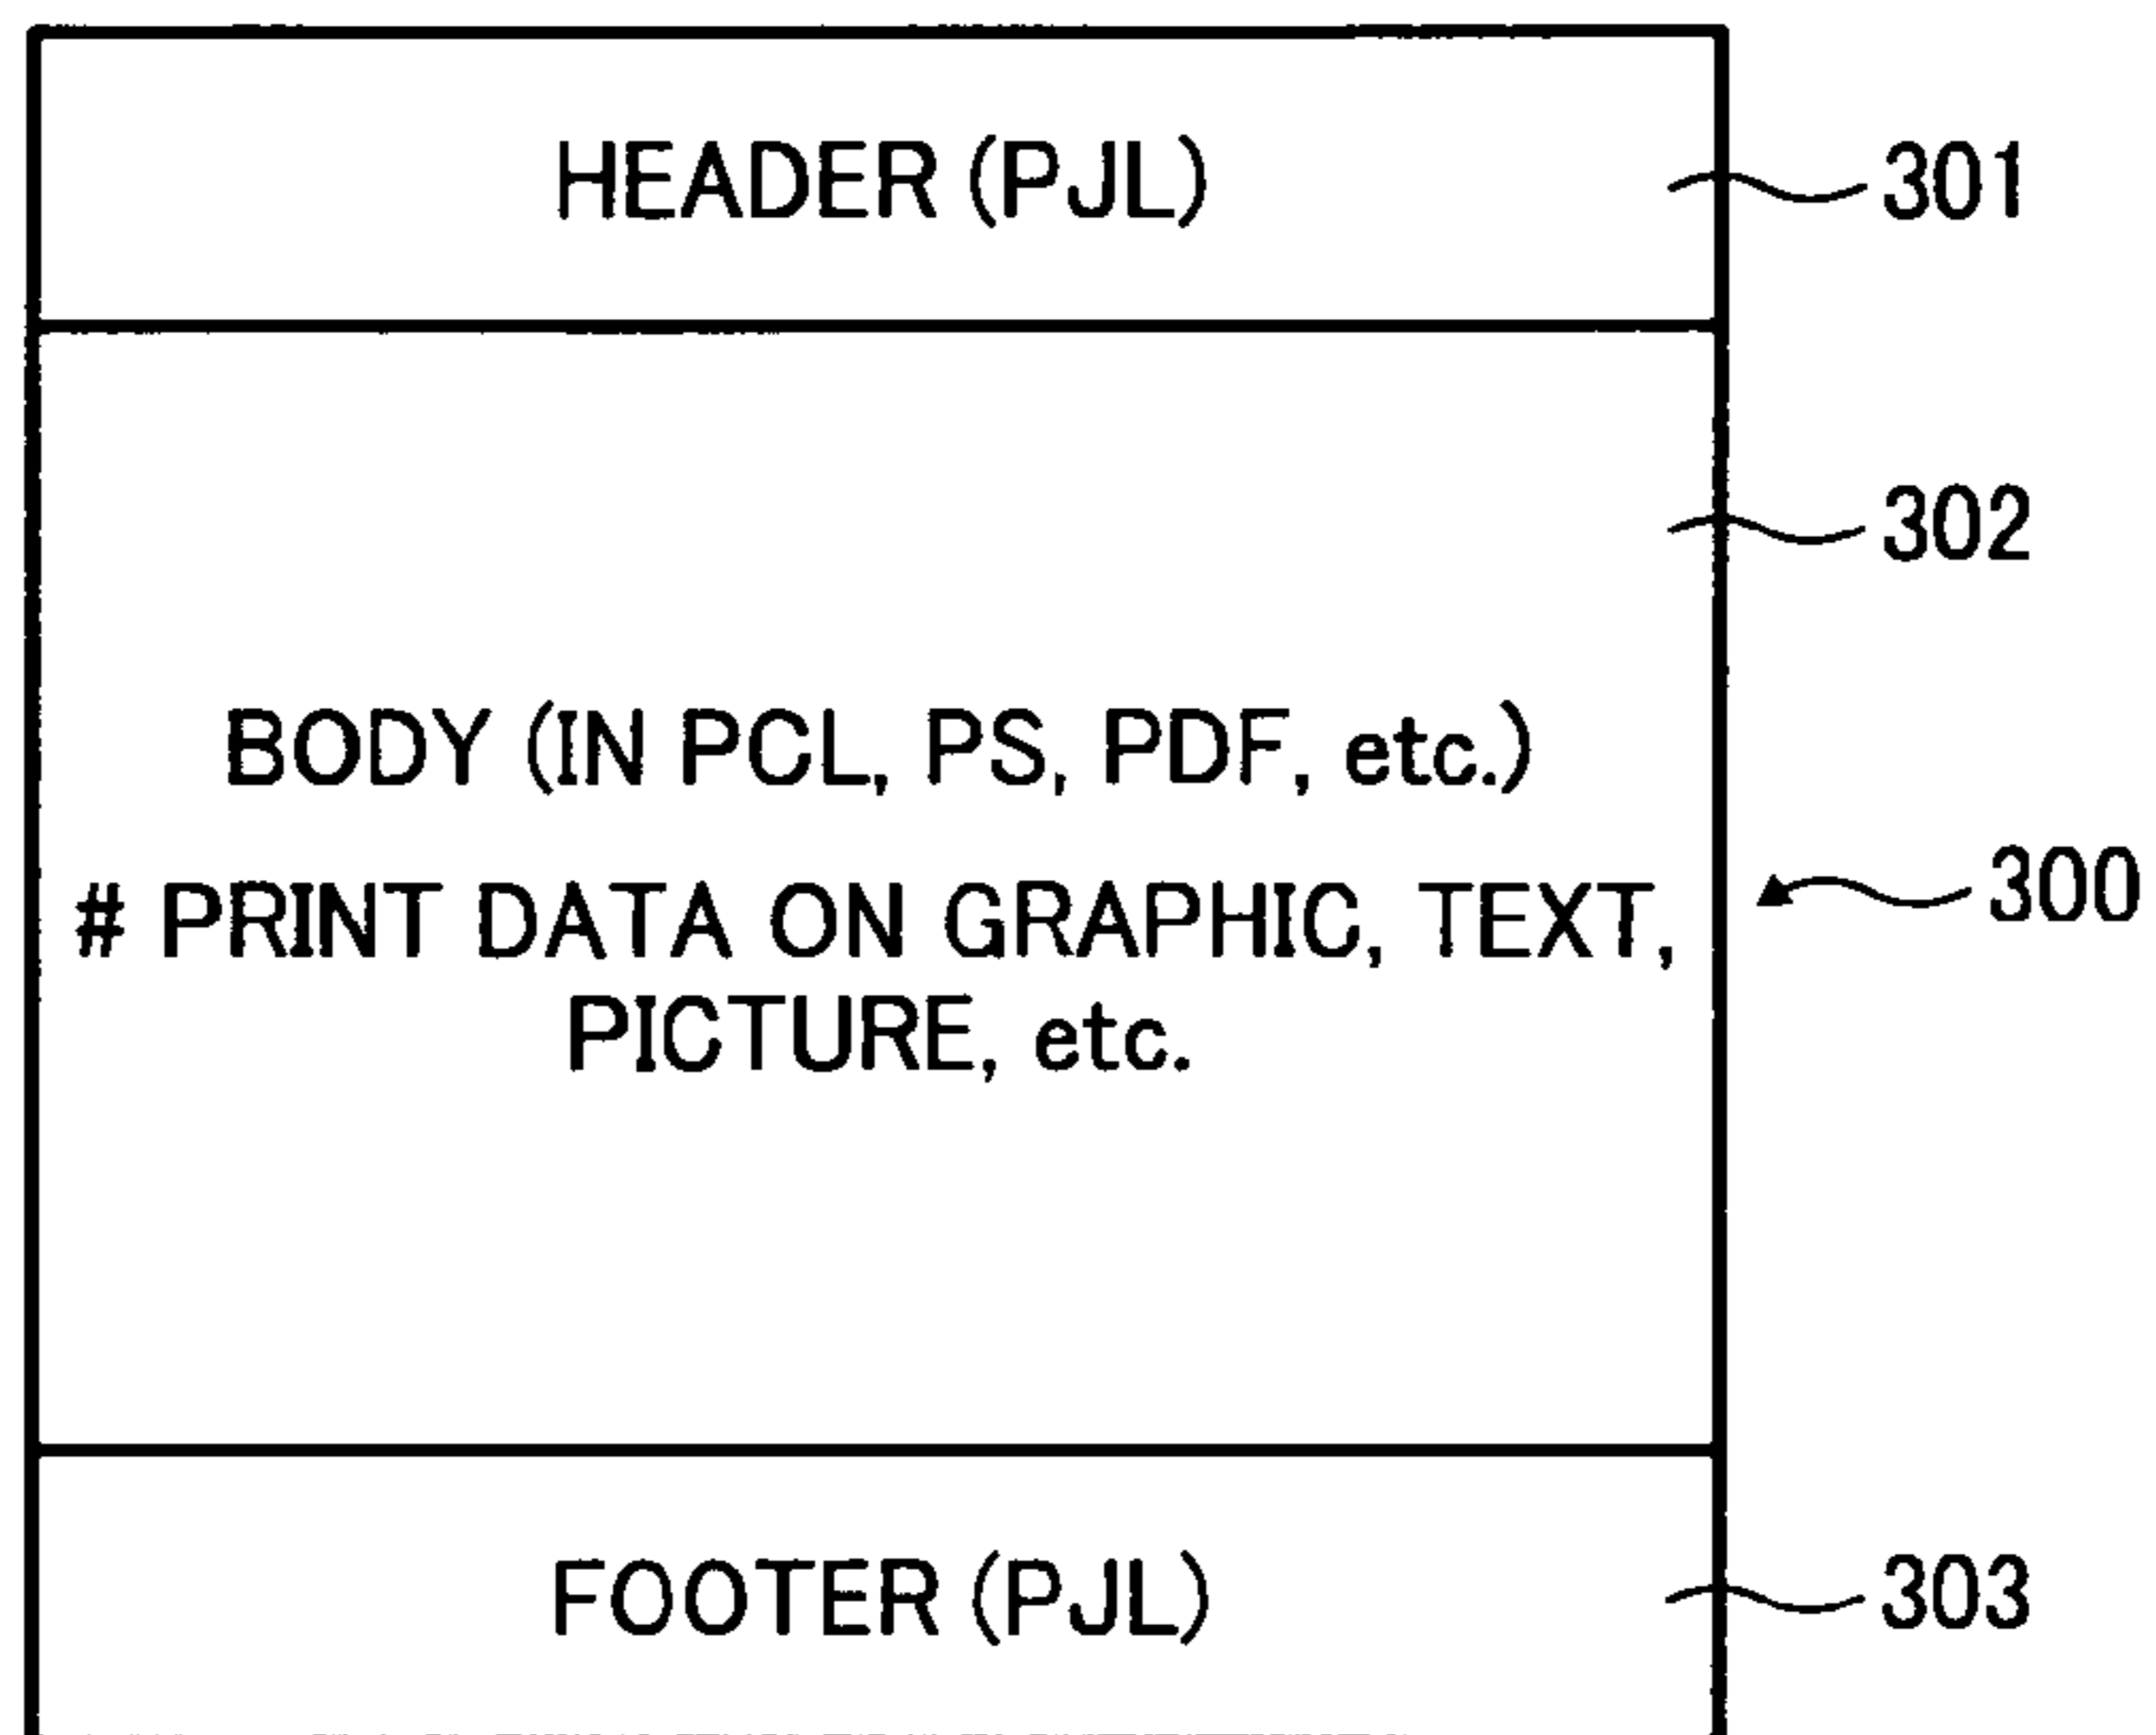 HEADER (PJL)
301
302
BODY (IN PCL, PS, PDF, etc.)
# PRINT DATA ON GRAPHIC, TEXT,
PICTURE, etc.
300
FOOTER (PJL)
303